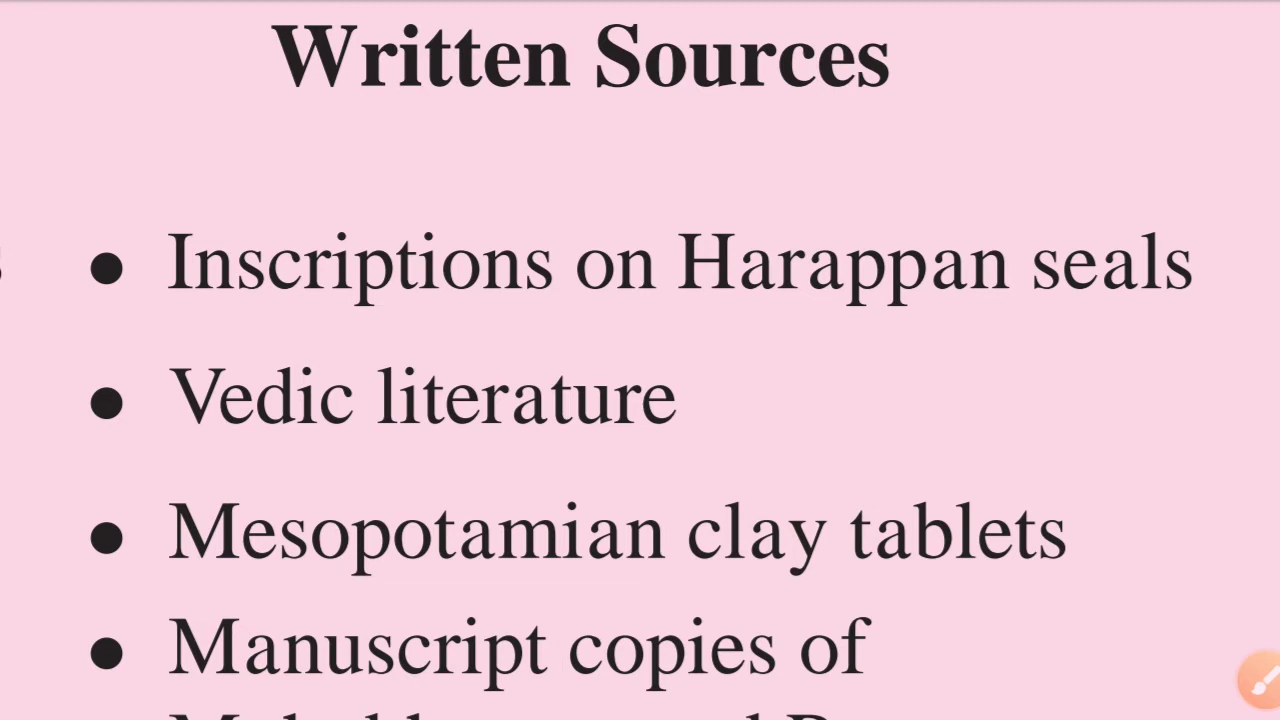 Written Sources
• Inscriptions on Harappan seals
• Vedic literature
• Mesopotamian clay tablets
• Manuscript copies of